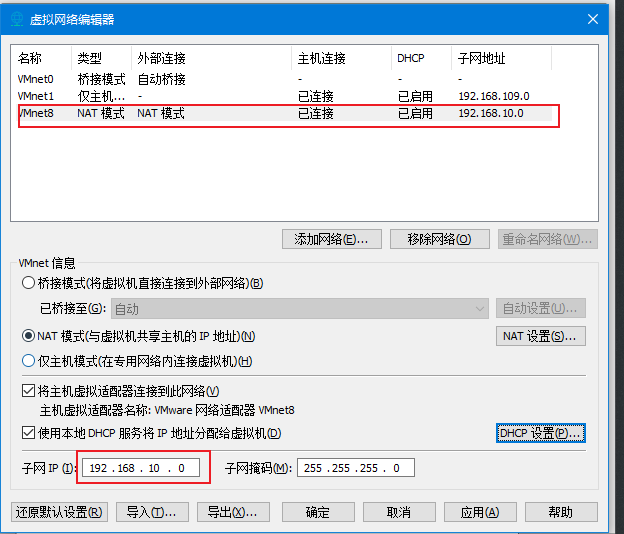 虚拟网络编辑器
名称 类型 外部连接 主机连接 DHCP 子网地址
VMnet0 桥接模式 自动桥接 - - -
VMnet1 仅主机... - 已连接 已启用 192.168.109.0
VMnet8 NAT 模式 NAT 模式 已连接 已启用 192.168.10.0
添加网络(E)... 移除网络(O) 重命名网络(W)...
VMnet 信息
桥接模式(将虚拟机直接连接到外部网络)(B)
已桥接至(G): 自动 自动设置(U)...
NAT 模式(与虚拟机共享主机的 IP 地址)(N) NAT 设置(S)...
仅主机模式(在专用网络内连接虚拟机)(H)
将主机虚拟适配器连接到此网络(V)
主机虚拟适配器名称: VMware 网络适配器 VMnet8
使用本地 DHCP 服务将 IP 地址分配给虚拟机(D) DHCP 设置(P)...
子网 IP (I): 192 . 168 . 10 . 0 子网掩码(M): 255 . 255 . 255 . 0
还原默认设置(R) 导入(T)... 导出(X)... 确定 取消 应用(A) 帮助